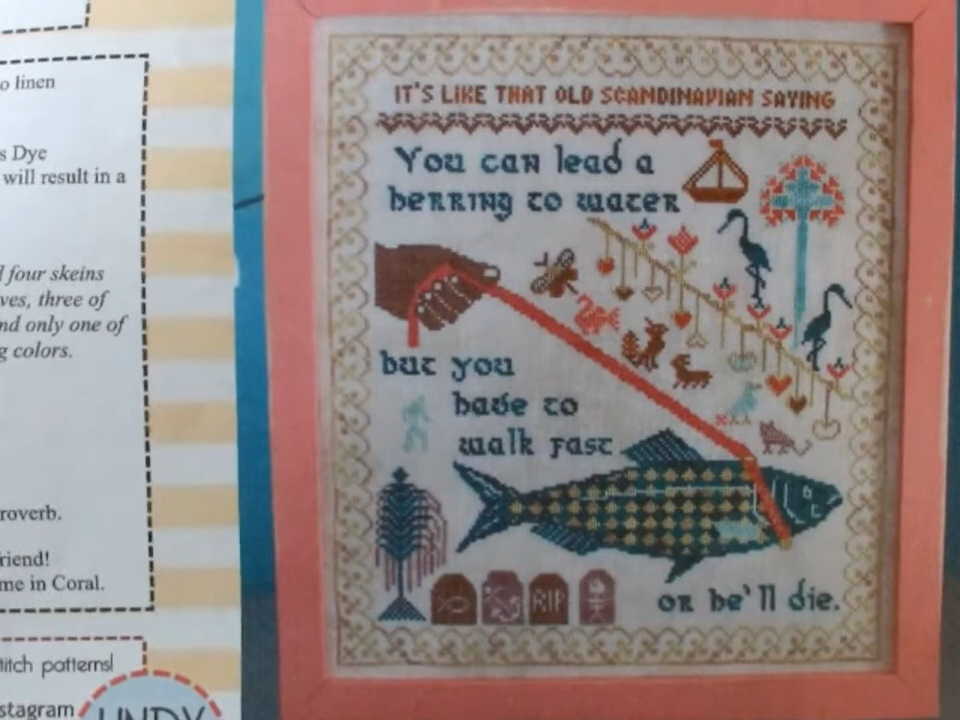 o linen
s Dye
will result in a
four skeins
ves, three of
nd only one of
g colors.
roverb.
riend!
me in Coral.
titch patterns!
stagram
IT'S LIKE THAT OLD SCANDINAVIAN SAYING
You can lead a
herring to water
but you
have to
walk fast
RIP
or he'll die.